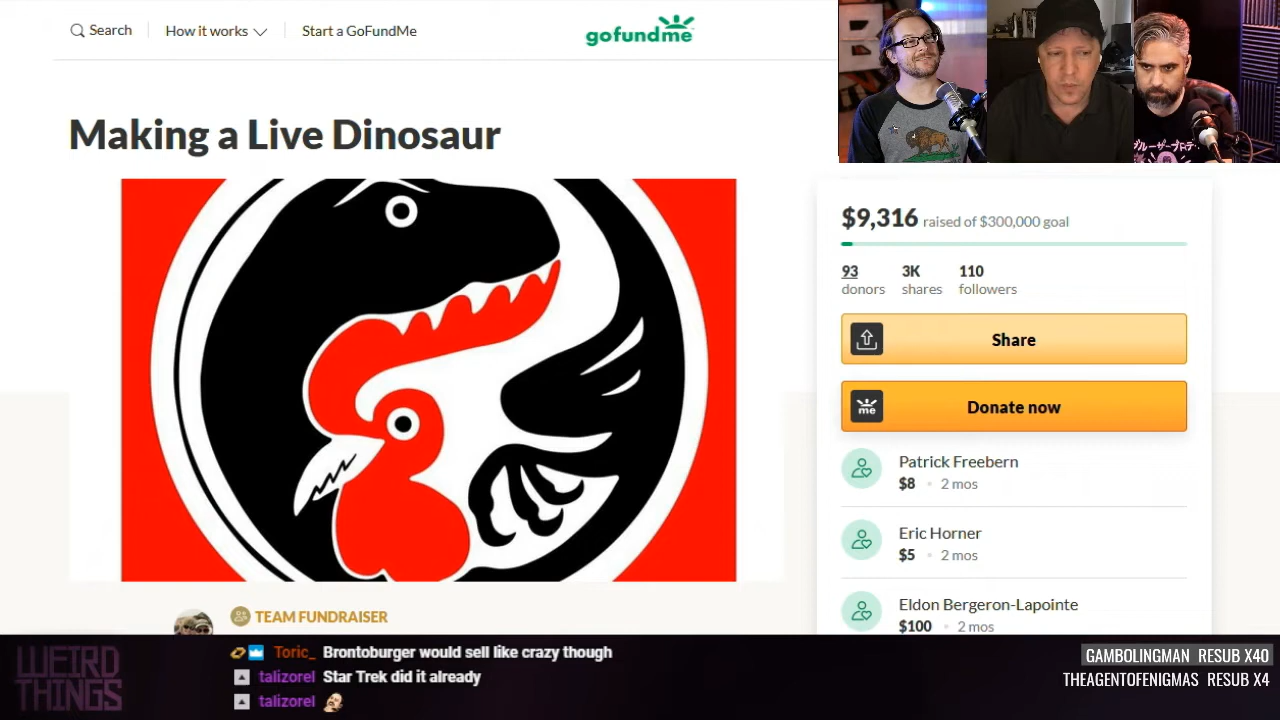 Search
How it works
Start a GoFundMe
gofundme
Making a Live Dinosaur
$9,316 raised of $300,000 goal
93
donors
3K
shares
110
followers
Share
me
Donate now
Patrick Freebern
$8 • 2 mos
Eric Horner
$5 • 2 mos
Eldon Bergeron-Lapointe
$100 • 2 mos
TEAM FUNDRAISER
WEIRD
THINGS
Toric_ Brontoburger would sell like crazy though
talizorel Star Trek did it already
talizorel
GAMBOLINGMAN RESUB X40
THEAGENTOFENIGMAS RESUB X4